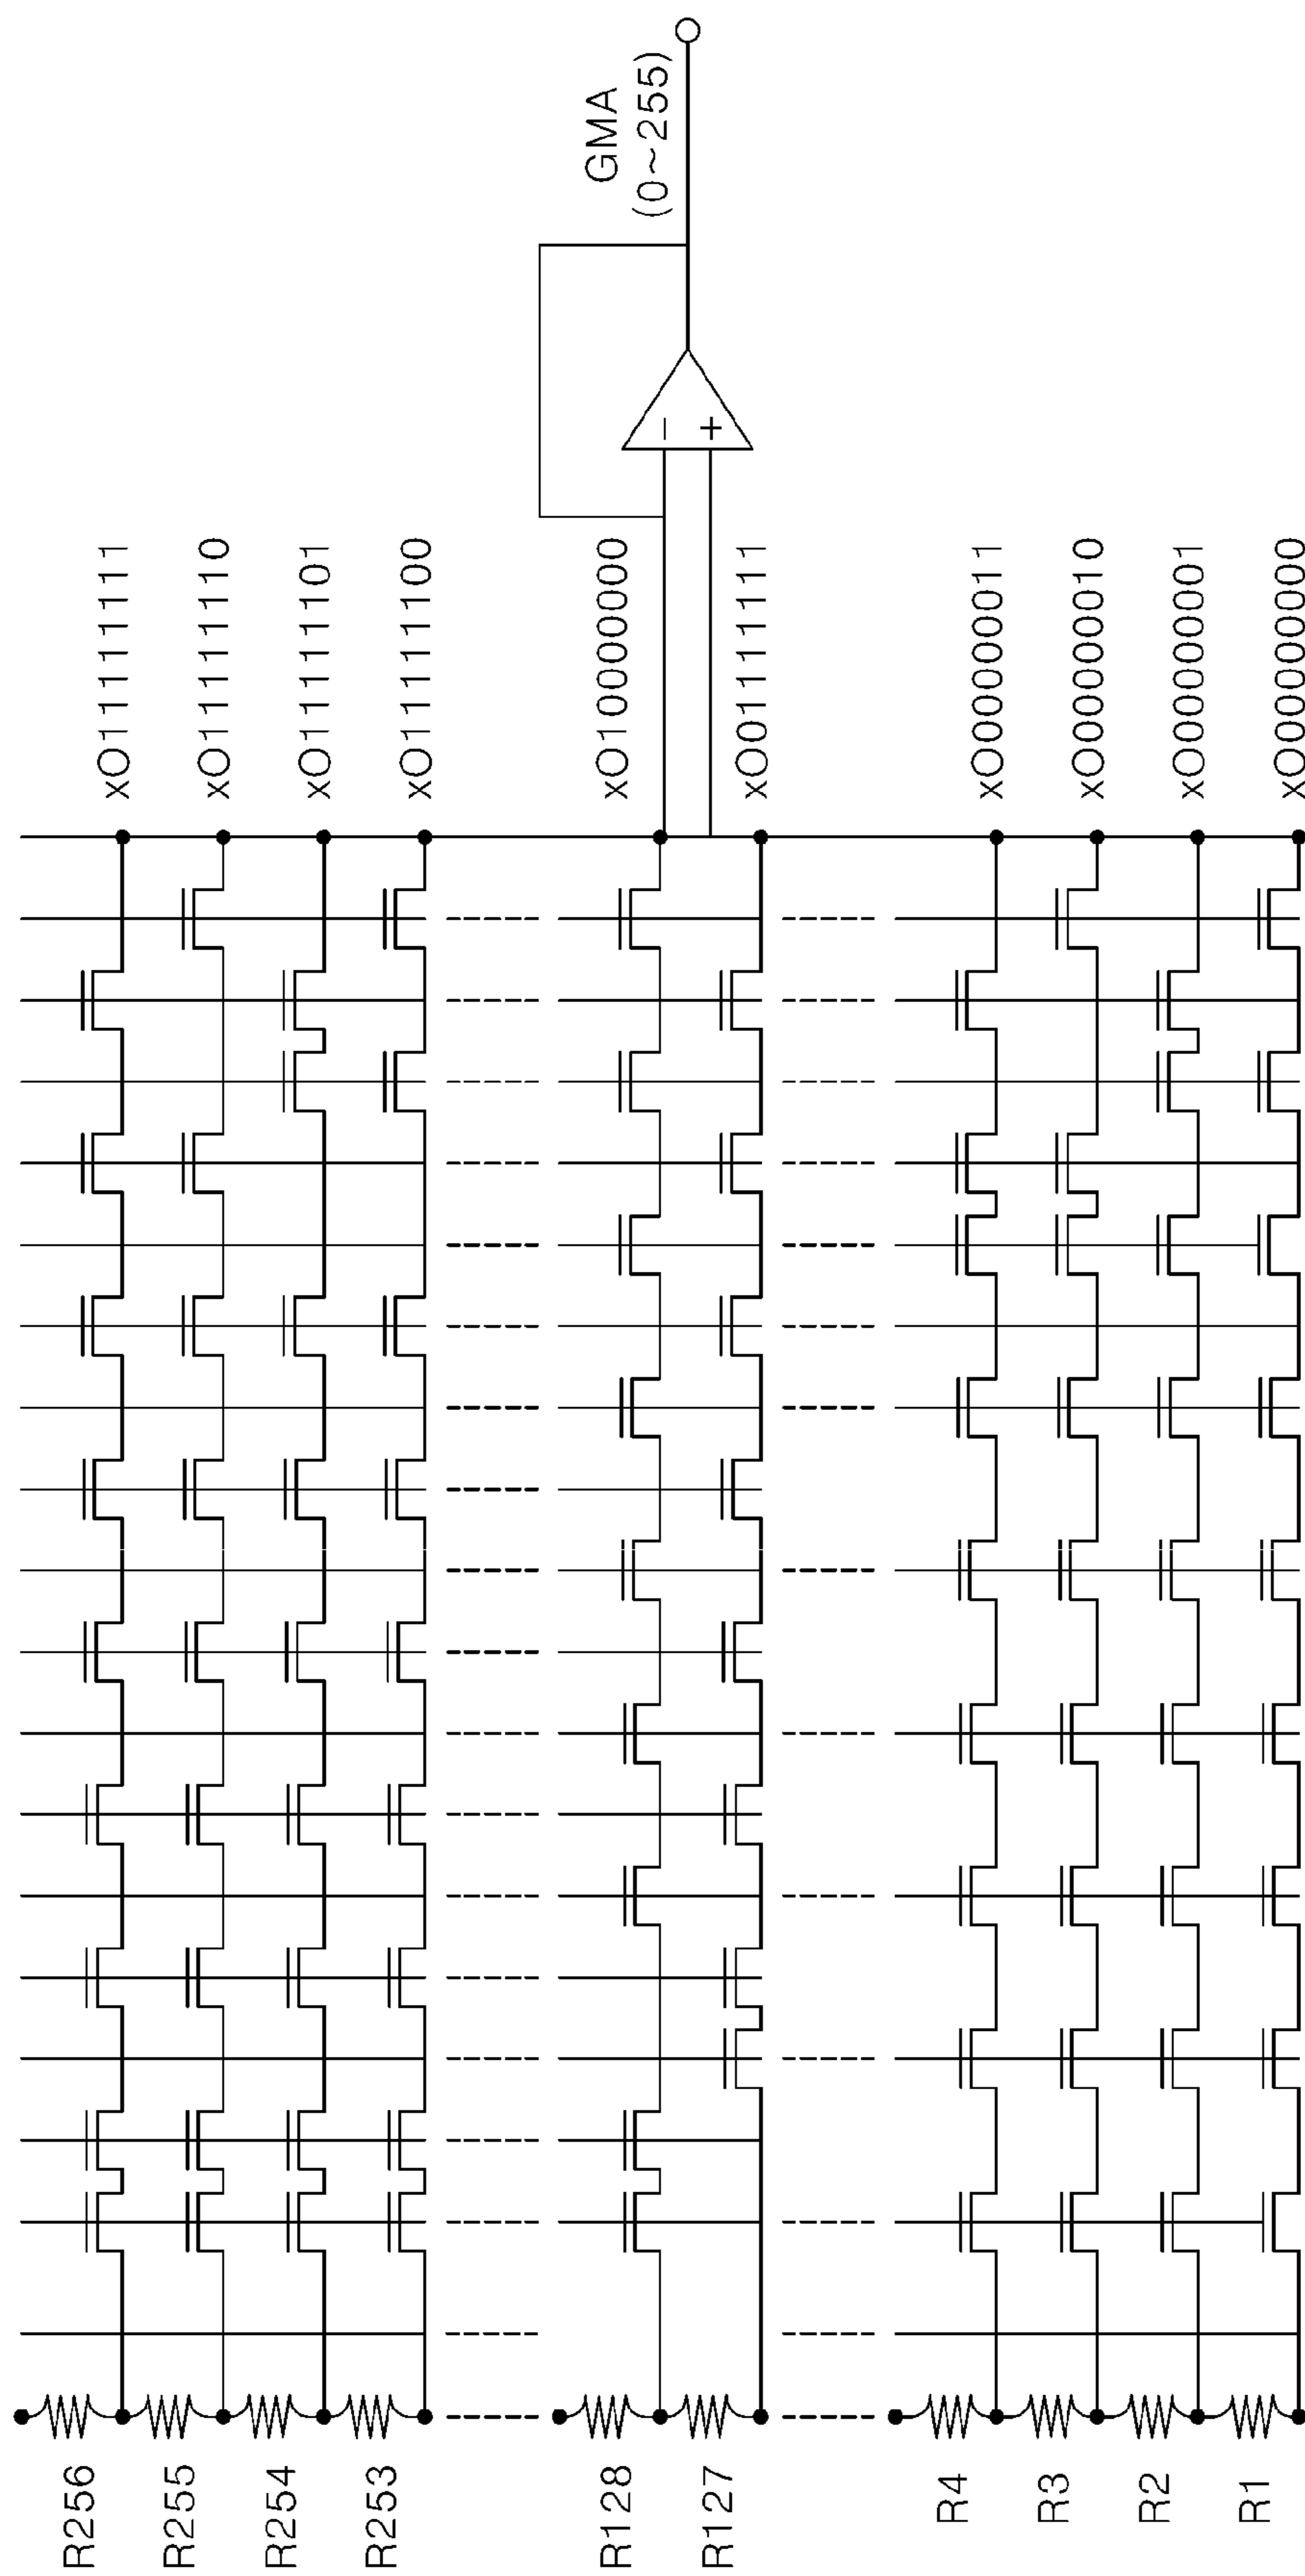 R256
xO11111111
R255
xO11111110
R254
xO11111101
R253
xO11111100
GMA
(0~255)
R128
xO10000000
−
+
R127
xO01111111
R4
xO00000011
R3
xO00000010
R2
xO00000001
R1
xO00000000